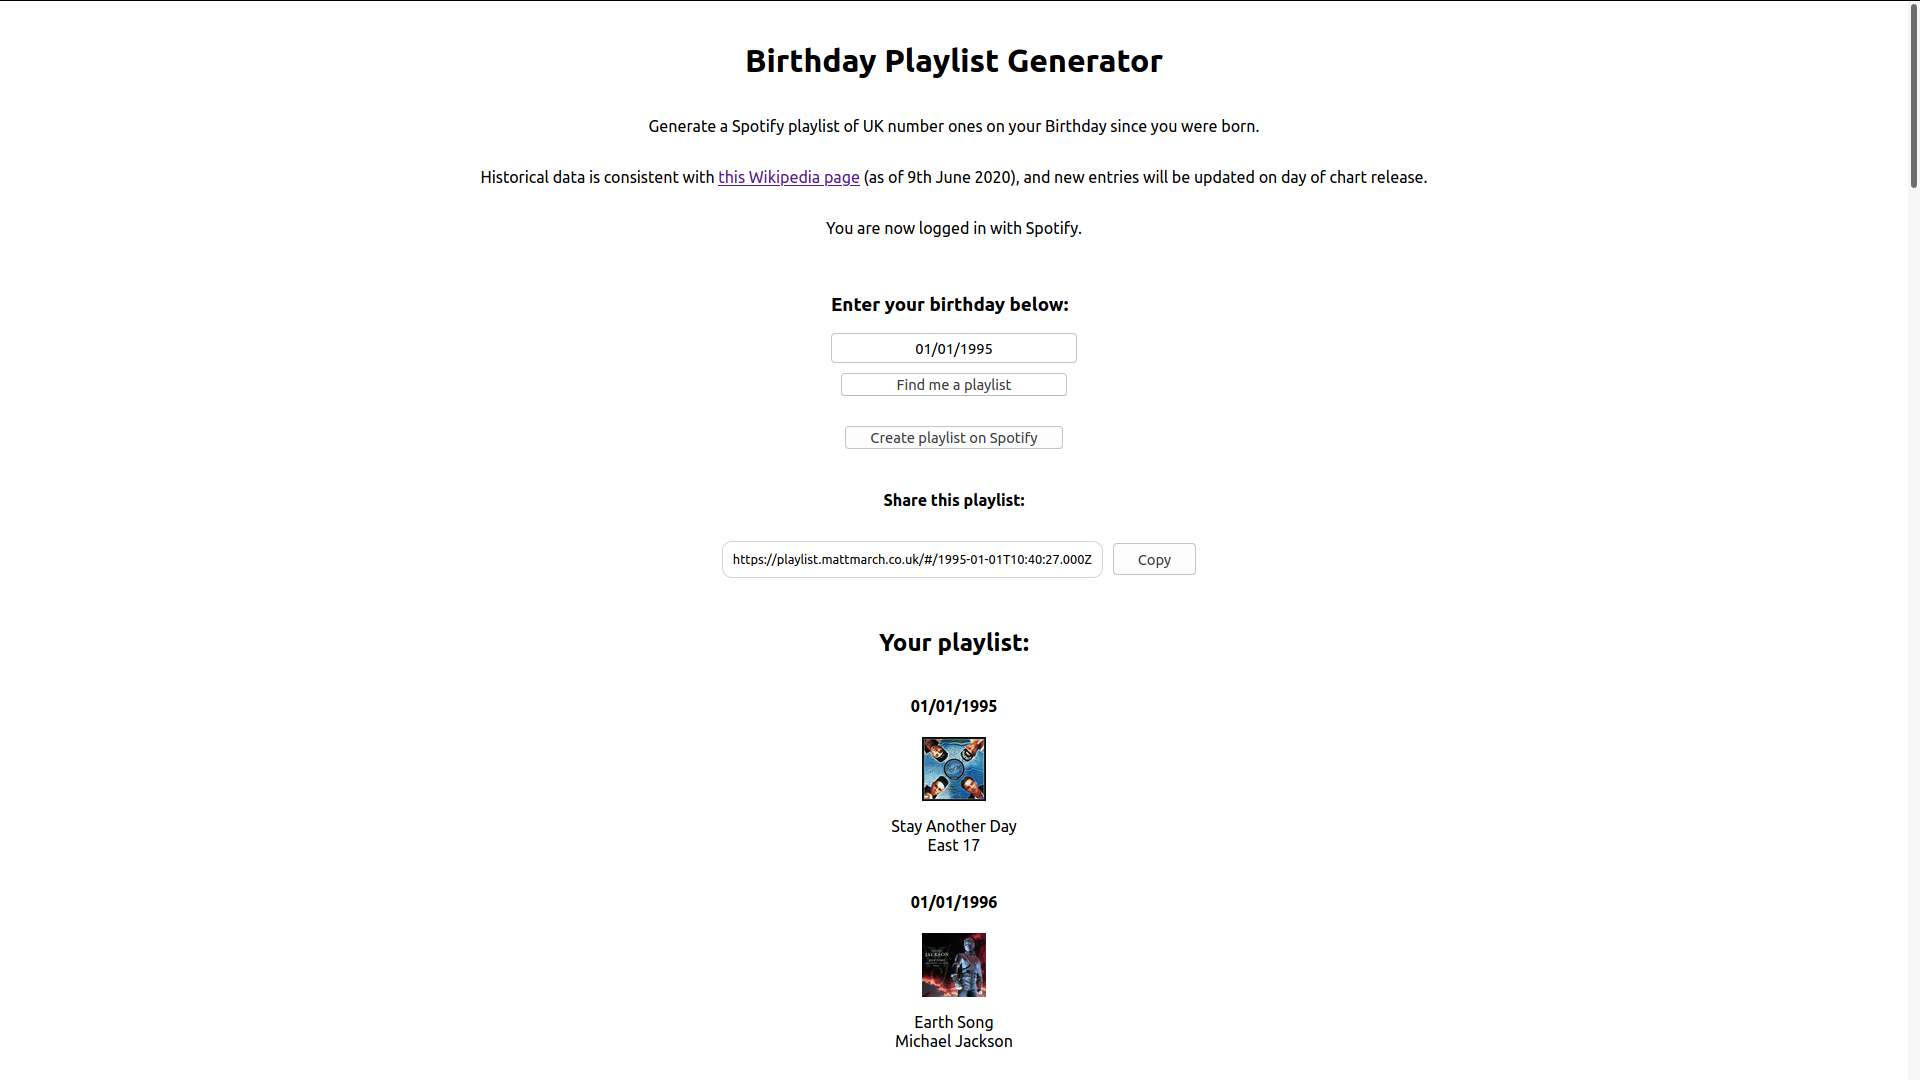 Birthday Playlist Generator
Generate a Spotify playlist of UK number ones on your Birthday since you were born.
Historical data is consistent with this Wikipedia page (as of 9th June 2020), and new entries will be updated on day of chart release.
You are now logged in with Spotify.
Enter your birthday below:
01/01/1995
Find me a playlist
Create playlist on Spotify
Share this playlist:
https://playlist.mattmarch.co.uk/#/1995-01-01T10:40:27.000Z
Copy
Your playlist:
01/01/1995
Stay Another Day
East 17
01/01/1996
JACKSON
Earth Song
Michael Jackson